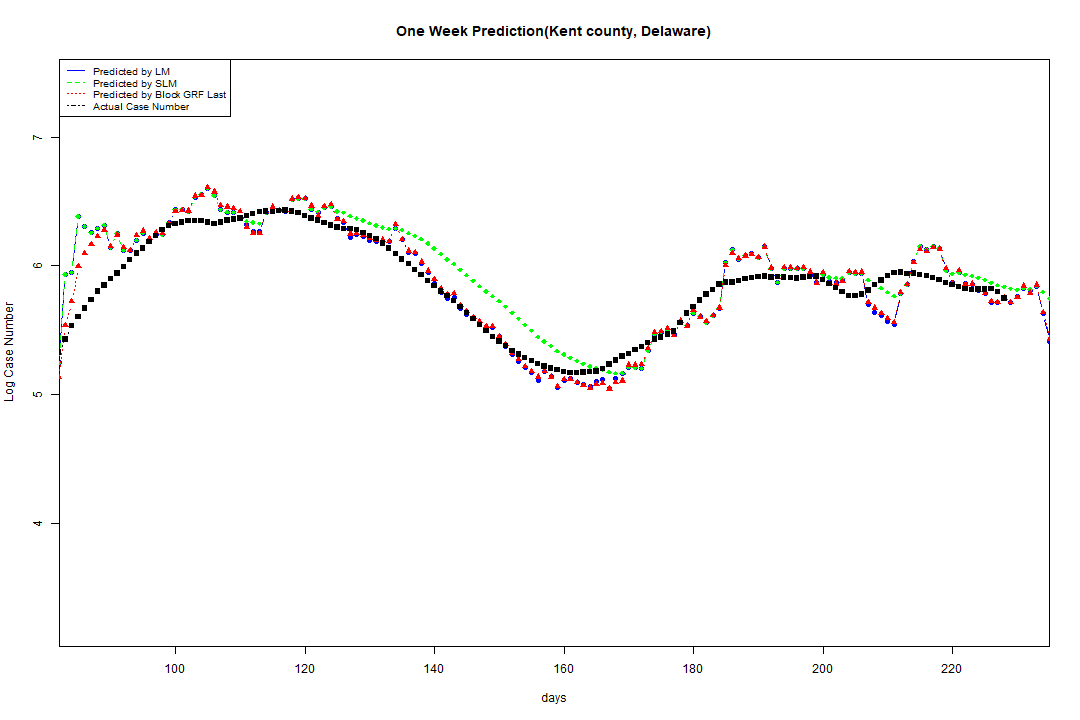 One Week Prediction(Kent county, Delaware)
Predicted by LM
Predicted by SLM
Predicted by Block GRF Last
Actual Case Number
7
6
5
4
Log Case Number
100 120 140 160 180 200 220
days